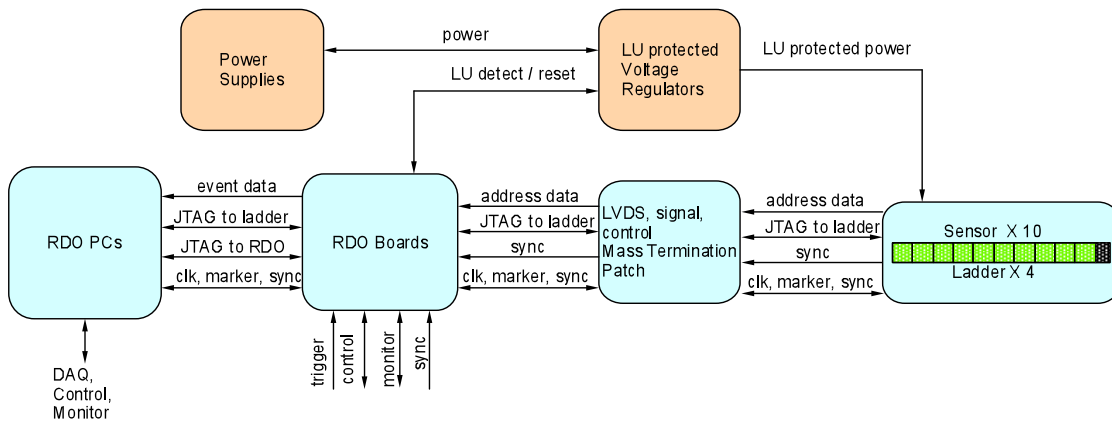 power
LU detect / reset
LU protected power
Power
Supplies
LU protected
Voltage
Regulators
RDO PCs
event data
JTAG to ladder
JTAG to RDO
clk, marker, sync
RDO Boards
address data
JTAG to ladder
sync
clk, marker, sync
LVDS, signal,
control
Mass Termination
Patch
address data
JTAG to ladder
sync
clk, marker, sync
Sensor X 10
Ladder X 4
trigger
control
monitor
sync
DAQ,
Control,
Monitor